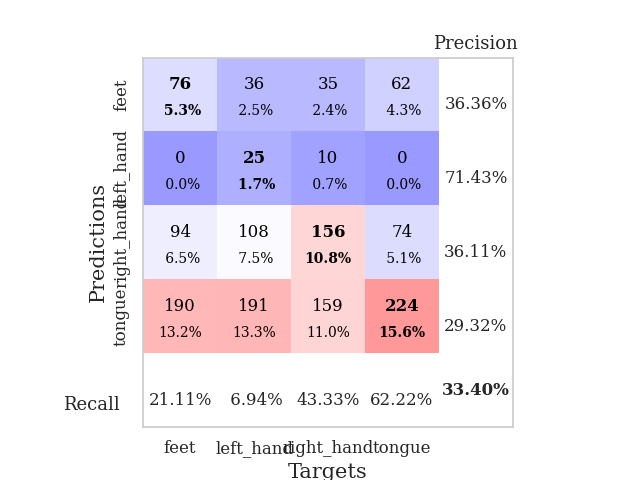 Precision
feet
76 36 35 62
5.3% 2.5% 2.4% 4.3%
36.36%
left_hand
0 25 10 0
0.0% 1.7% 0.7% 0.0%
71.43%
Predictions
right_hand
94 108 156 74
6.5% 7.5% 10.8% 5.1%
36.11%
tongue
190 191 159 224
13.2% 13.3% 11.0% 15.6%
29.32%
33.40%
Recall
21.11% 6.94% 43.33% 62.22%
feet left_hand right_hand tongue
Targets